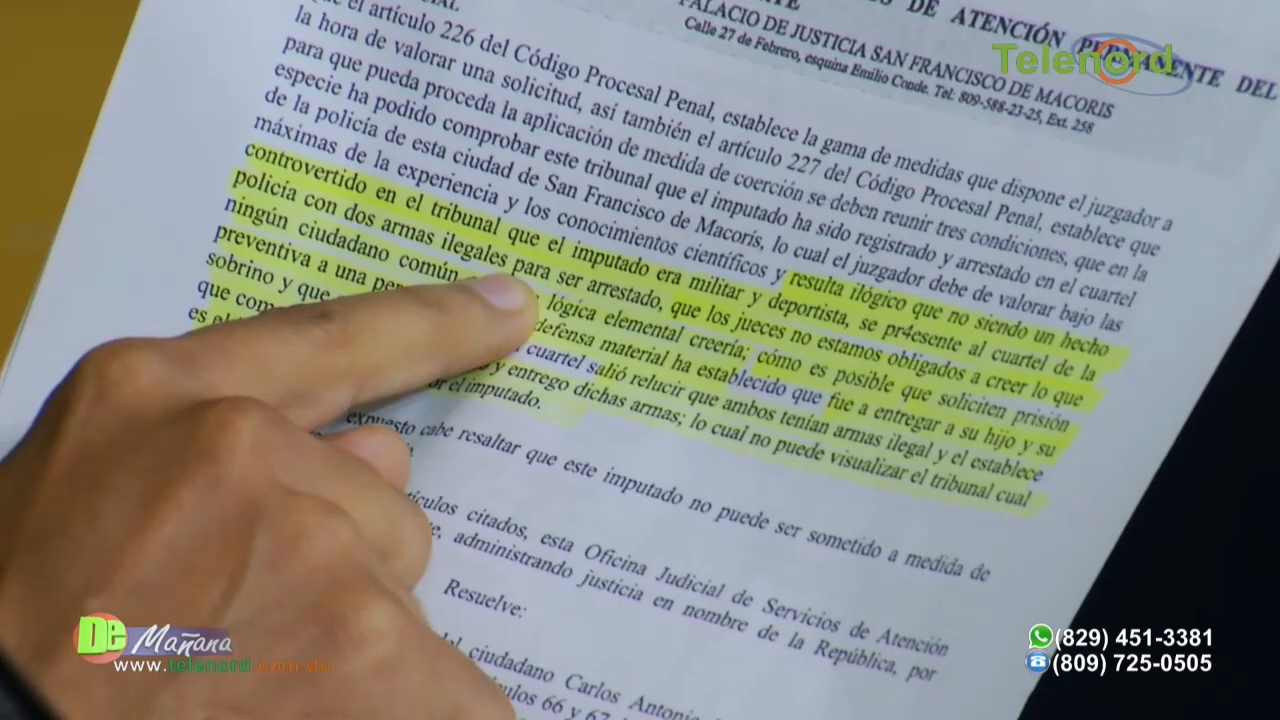 DE ATENCIÓN PERMANENTE DEL
PALACIO DE JUSTICIA SAN FRANCISCO DE MACORIS
Calle 27 de Febrero, esquina Emilio Conde. Tel: 809-588-23-25, Ext. 258
Telenord
el artículo 226 del Código Procesal Penal, establece la gama de medidas que dispone el juzgador a
la hora de valorar una solicitud, así también el artículo 227 del Código Procesal Penal, establece que
para que pueda proceda la aplicación de medida de coerción se deben reunir tres condiciones, que en la
especie ha podido comprobar este tribunal que el imputado ha sido registrado y arrestado en el cuartel
de la policía de esta ciudad de San Francisco de Macorís, lo cual el juzgador debe de valorar bajo las
máximas de la experiencia y los conocimientos científicos y resulta ilógico que no siendo un hecho
controvertido en el tribunal que el imputado era militar y deportista, se pr4esente al cuartel de la
policía con dos armas ilegales para ser arrestado, que los jueces no estamos obligados a creer lo que
ningún ciudadano común lógica elemental creería; cómo es posible que soliciten prisión
preventiva a una defensa material ha establecido que fue a entregar a su hijo y su
sobrino y que cuartel salió relucir que ambos tenían armas ilegal y el establece
que y entrego dichas armas; lo cual no puede visualizar el tribunal cual
es el imputado.
expuesto cabe resaltar que este imputado no puede ser sometido a medida de
citados, esta Oficina Judicial de Servicios de Atención
administrando justicia en nombre de la República, por
Resuelve:
ciudadano Carlos Antonio
66 y 67
De Mañana
www.telenord.com.do
(829) 451-3381
(809) 725-0505